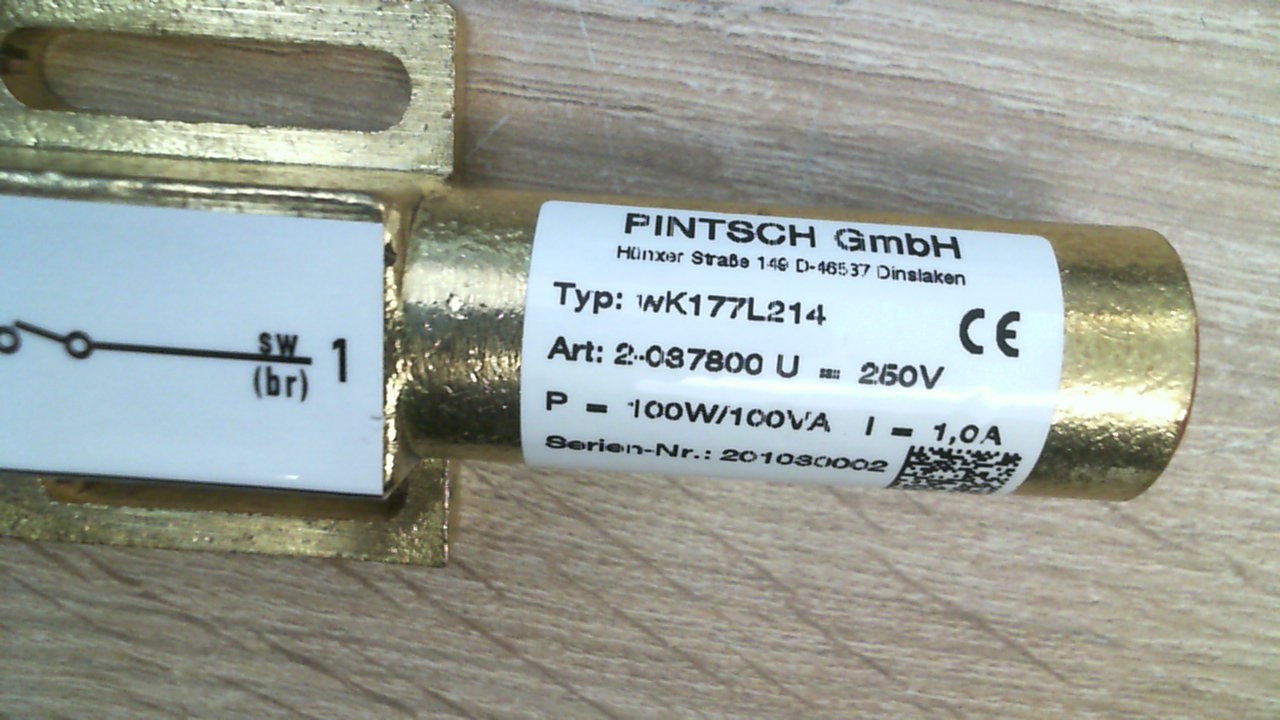 PINTSCH GmbH
Hünxer Straße 149 D-46537 Dinslaken
Typ: wK177L214
CE
Art: 2-087800 U = 250V
P = 100W/100VA I = 1,0A
Serien-Nr.: 201030002
sw
(br)
1